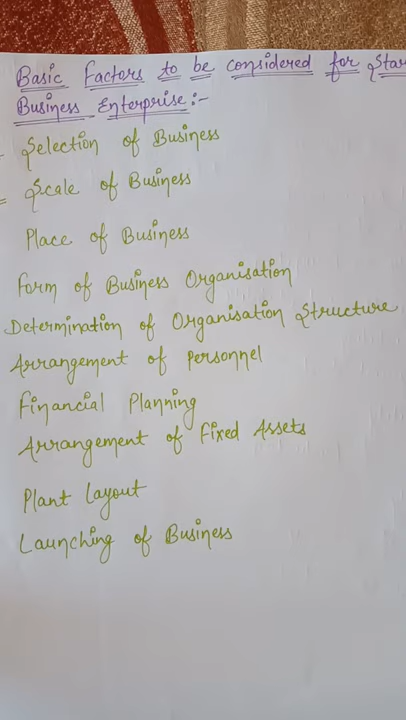 Basic Factors to be considered for Star
Business Enterprise:-
Selection of Business
Scale of Business
Place of Business
Form of Business Organisation
Determination of Organisation Structure
Arrangement of Personnel
Financial Planning
Arrangement of Fixed Assets
Plant Layout
Launching of Business